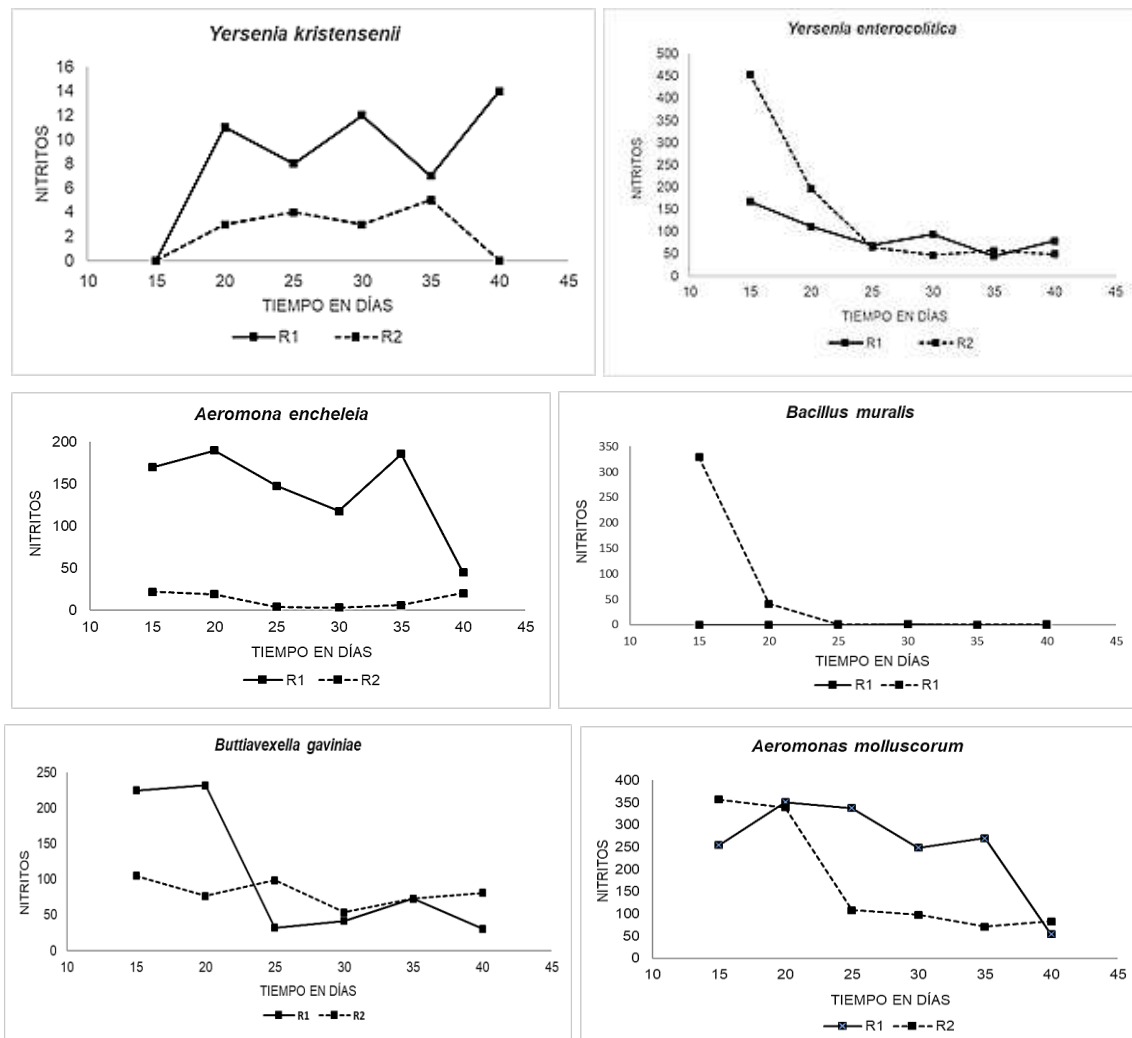 Yersenia kristensenii
16
14
12
10
8
6
4
2
0
NITRITOS
10 15 20 25 30 35 40 45
TIEMPO EN DÍAS
R1 R2
Yersenia enterocolitica
500
450
400
350
300
250
200
150
100
50
0
NITRITOS
10 15 20 25 30 35 40 45
TIEMPO EN DÍAS
R1 R2
Aeromona encheleia
200
150
100
50
0
NITRITOS
10 15 20 25 30 35 40 45
TIEMPO EN DÍAS
R1 R2
Bacillus muralis
350
300
250
200
150
100
50
0
NITRITOS
10 15 20 25 30 35 40 45
TIEMPO EN DÍAS
R1 R1
Buttiavexella gaviniae
250
200
150
100
50
0
NITRITOS
10 15 20 25 30 35 40 45
TIEMPO EN DÍAS
R1 R2
Aeromonas molluscorum
400
350
300
250
200
150
100
50
0
NITRITOS
10 15 20 25 30 35 40 45
TIEMPO EN DÍAS
R1 R2